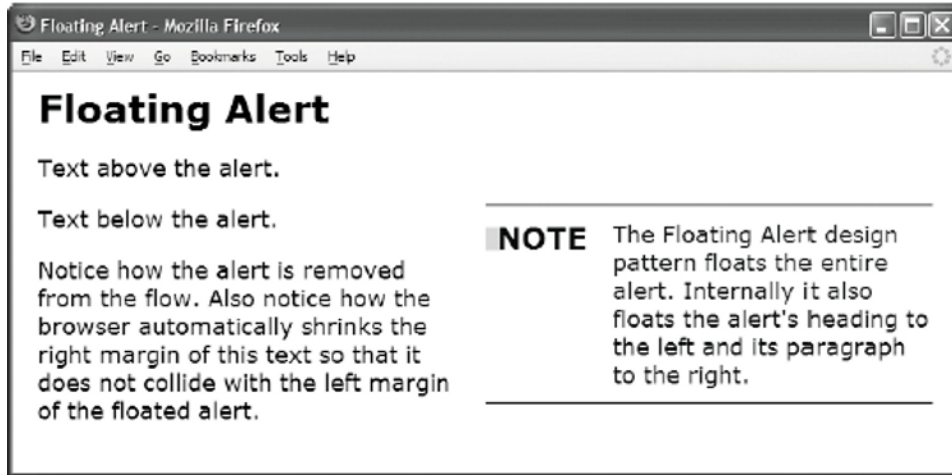 Floating Alert - Mozilla Firefox
File Edit View Go Bookmarks Tools Help
Floating Alert
Text above the alert.
Text below the alert.
Notice how the alert is removed
from the flow. Also notice how the
browser automatically shrinks the
right margin of this text so that it
does not collide with the left margin
of the floated alert.
NOTE
The Floating Alert design
pattern floats the entire
alert. Internally it also
floats the alert's heading to
the left and its paragraph
to the right.